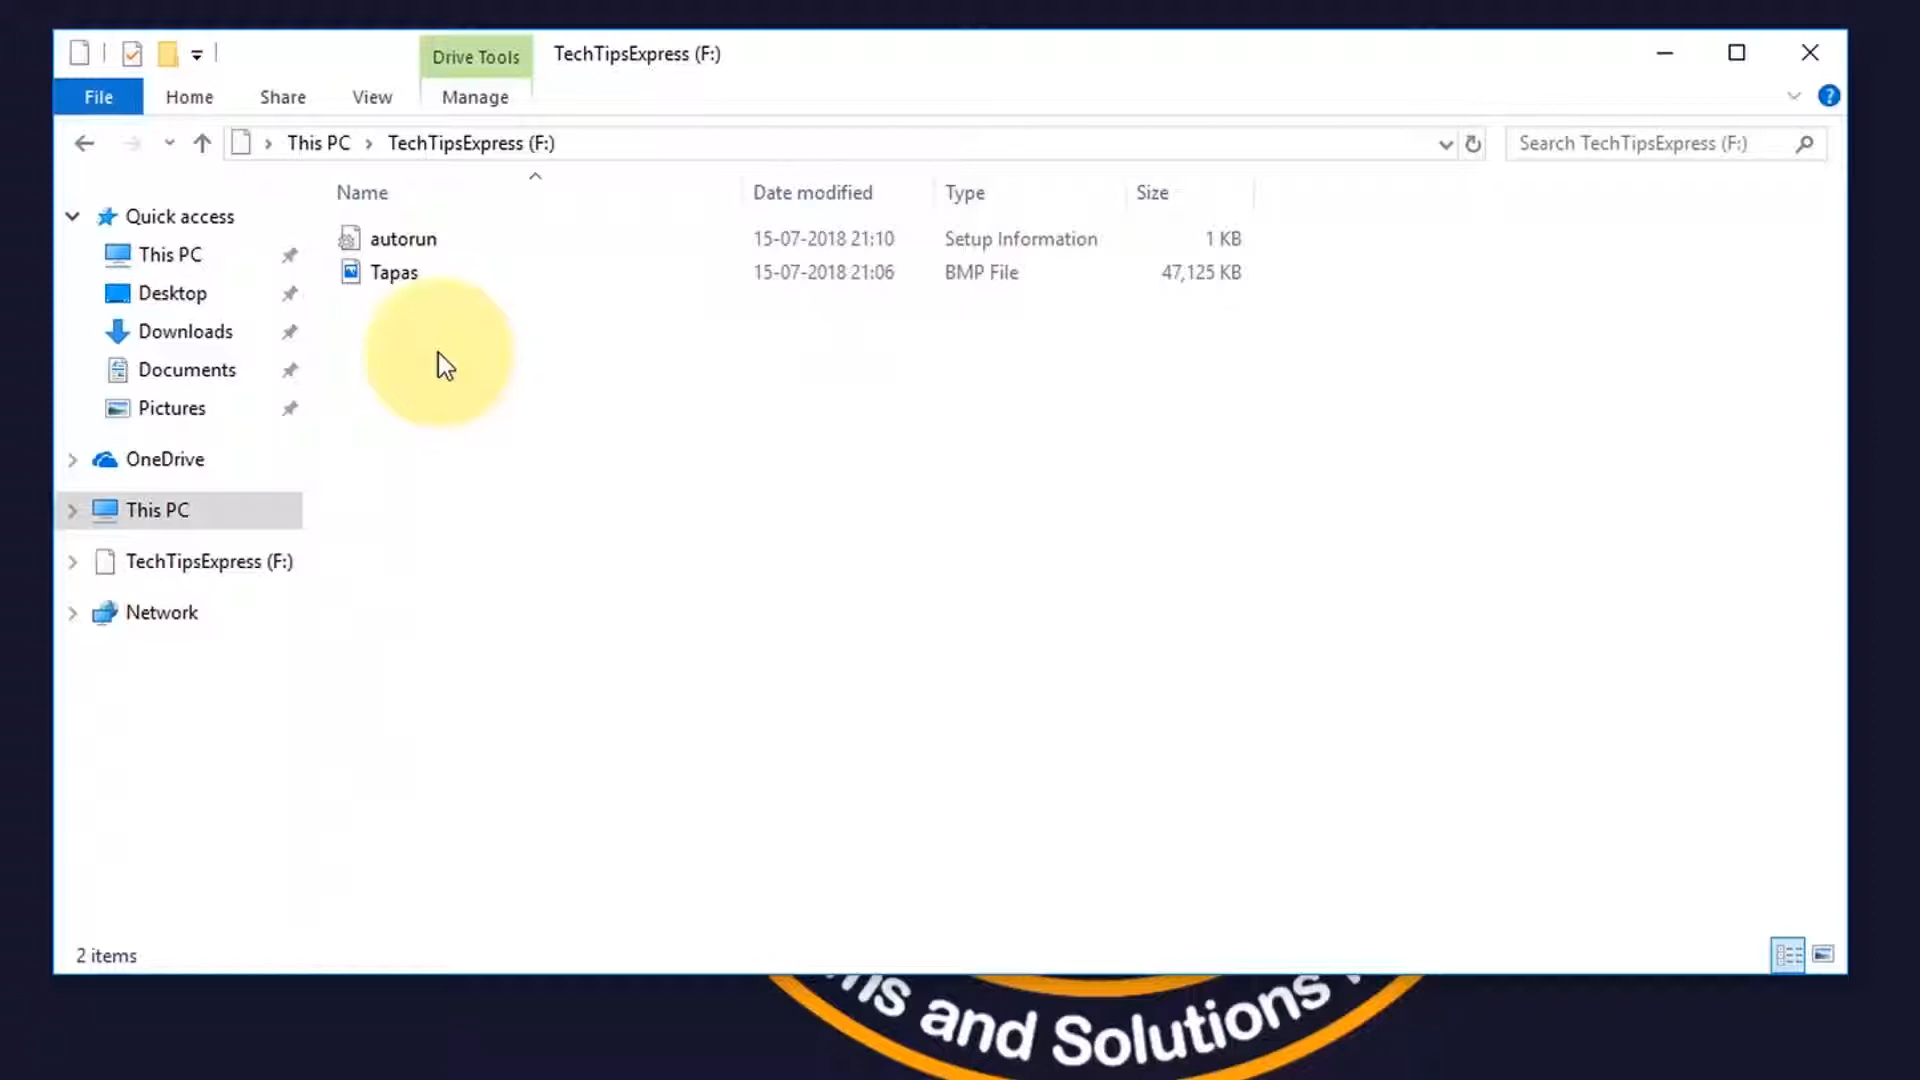 Drive Tools
TechTipsExpress (F:)
File
Home
Share
View
Manage
?
This PC
TechTipsExpress (F:)
Search TechTipsExpress (F:)
Name
Date modified
Type
Size
autorun
15-07-2018 21:10
Setup Information
1 KB
Tapas
15-07-2018 21:06
BMP File
47,125 KB
Quick access
This PC
Desktop
Downloads
Documents
Pictures
OneDrive
This PC
TechTipsExpress (F:)
Network
2 items
and Solutions